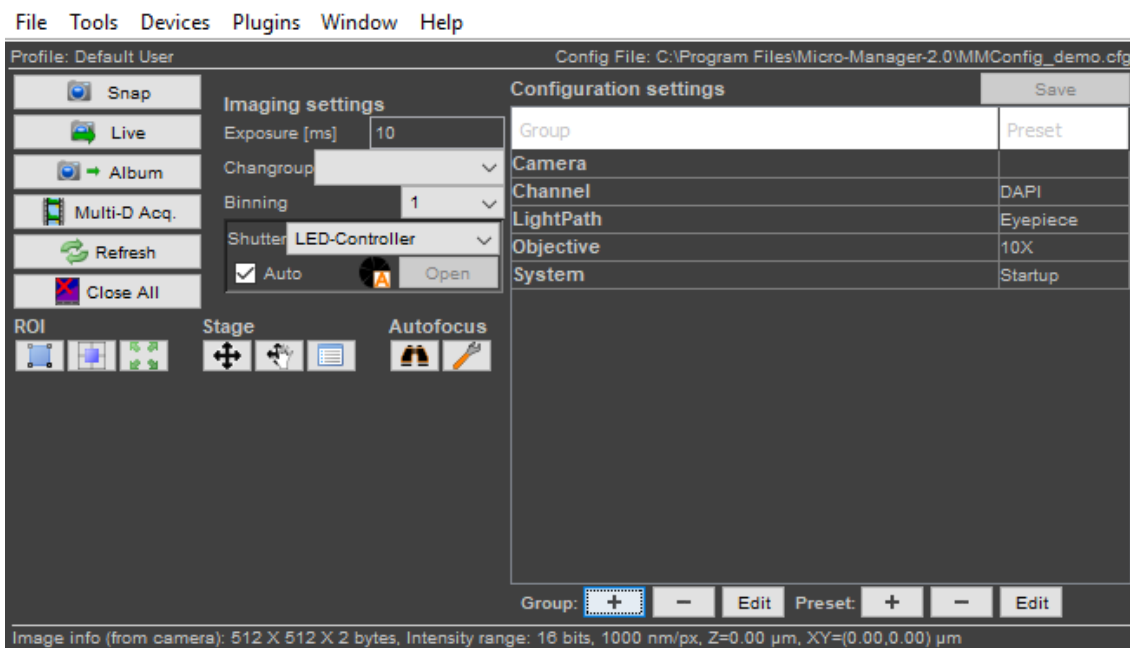 File Tools Devices Plugins Window Help
Profile: Default User
Config File: C:\Program Files\Micro-Manager-2.0\MMConfig_demo.cfg
Snap
Live
Album
Multi-D Acq.
Refresh
Close All
Imaging settings
Exposure [ms] 10
Changroup
Binning 1
Shutter LED-Controller
Auto A Open
ROI
Stage
Autofocus
Configuration settings Save
Group Preset
Camera
Channel DAPI
LightPath Eyepiece
Objective 10X
System Startup
Group: + - Edit Preset: + - Edit
Image info (from camera): 512 X 512 X 2 bytes, Intensity range: 16 bits, 1000 nm/px, Z=0.00 µm, XY=(0.00,0.00) µm